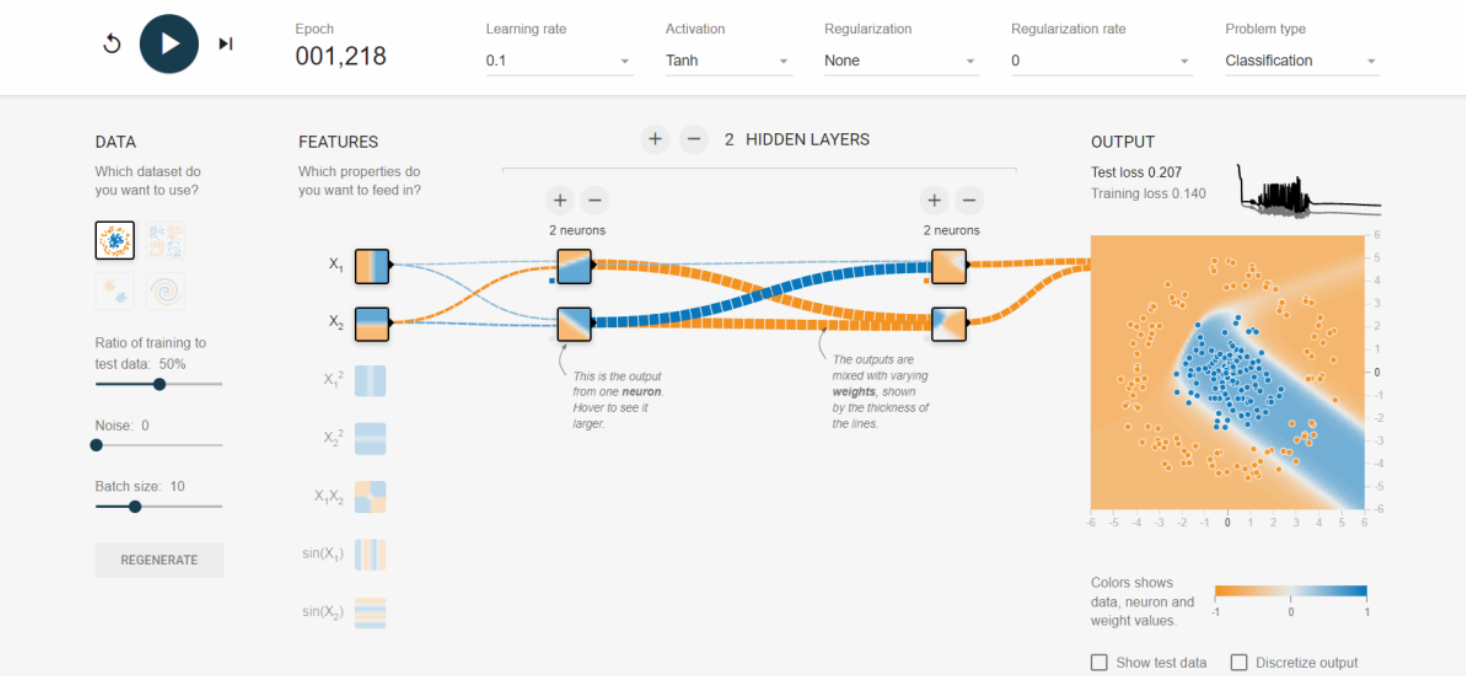 Epoch
001,218
Learning rate
0.1
Activation
Tanh
Regularization
None
Regularization rate
0
Problem type
Classification
DATA
Which dataset do
you want to use?
Ratio of training to
test data: 50%
Noise: 0
Batch size: 10
REGENERATE
FEATURES
Which properties do
you want to feed in?
X₁
X₂
X₁²
X₂²
X₁X₂
sin(X₁)
sin(X₂)
+ − 2 HIDDEN LAYERS
+ −
2 neurons
+ −
2 neurons
This is the output
from one neuron.
Hover to see it
larger.
The outputs are
mixed with varying
weights, shown
by the thickness of
the lines.
OUTPUT
Test loss 0.207
Training loss 0.140
6
5
4
3
2
1
0
-1
-2
-3
-4
-5
-6
-6 -5 -4 -3 -2 -1 0 1 2 3 4 5 6
Colors shows
data, neuron and
weight values.
-1 0 1
Show test data
Discretize output